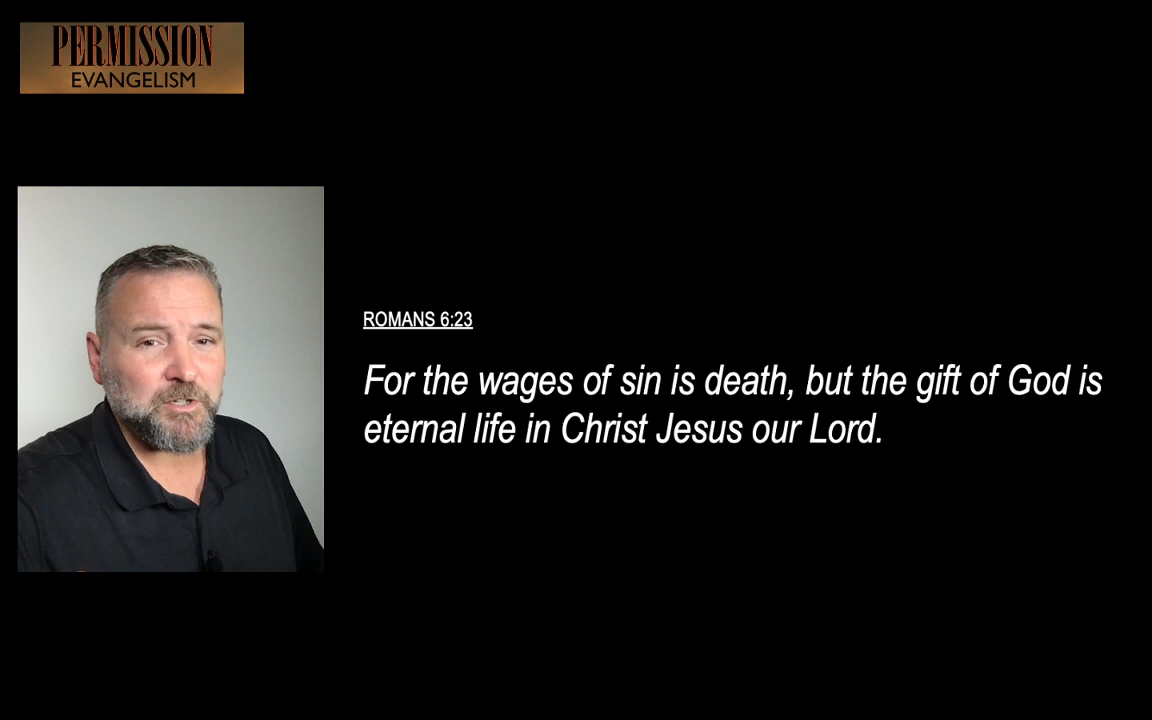 PERMISSION
EVANGELISM
ROMANS 6:23
For the wages of sin is death, but the gift of God is
eternal life in Christ Jesus our Lord.